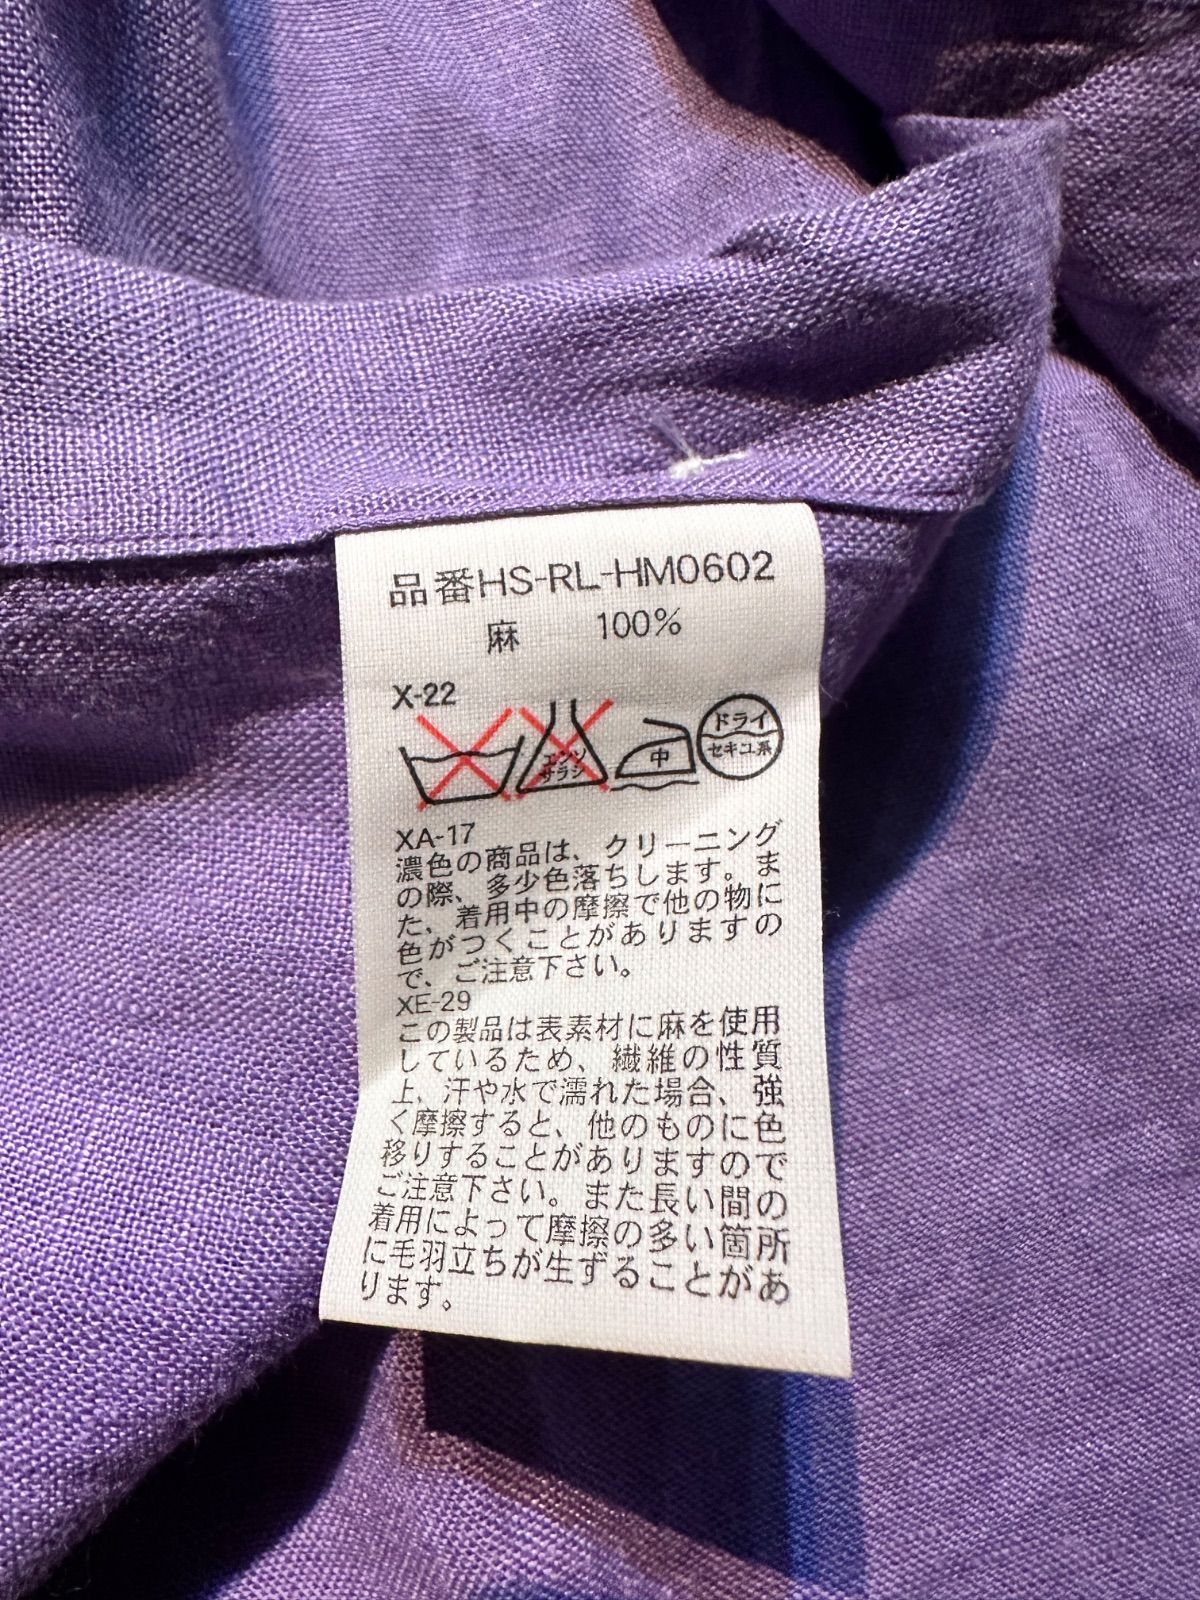 品番HS-RL-HM0602
麻 100%
X-22
エンソ
サラシ
中
ドライ
セキユ系
XA-17
濃色の商品は、クリーニング
の際、多少色落ちします。ま
た、着用中の摩擦で他の物に
色がつくことがありますの
で、ご注意下さい。
XE-29
この製品は表素材に麻を使用
しているため、繊維の性質
上、汗や水で濡れた場合、強
く摩擦すると、他のものに色
移りすることがありますので
ご注意下さい。また長い間の
着用によって摩擦の多い箇所
に毛羽立ちが生ずることがあ
ります。